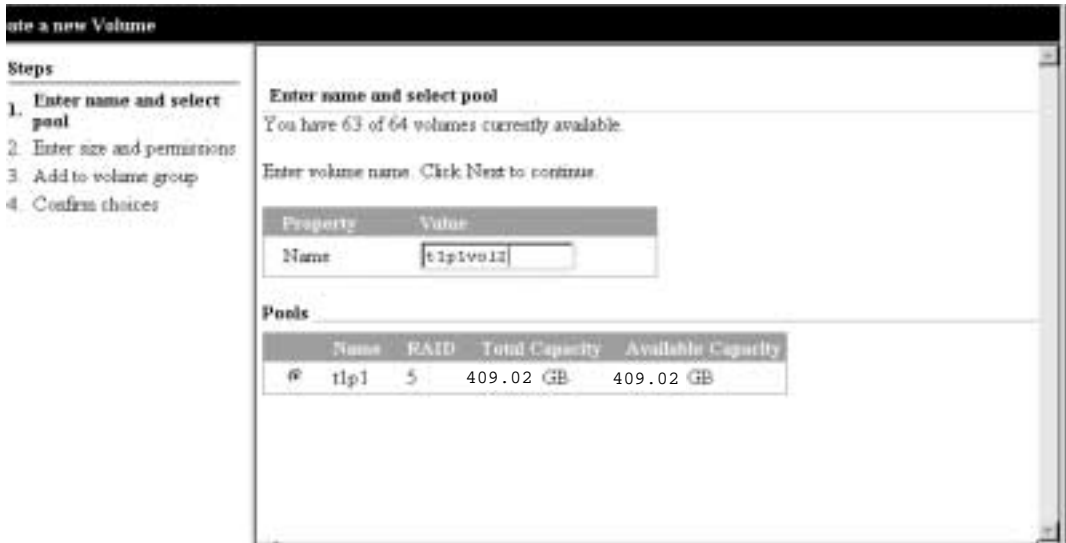 ate a new Volume
Steps
1. Enter name and select
pool
2. Enter size and permissions
3. Add to volume group
4. Confirm choices
Enter name and select pool
You have 63 of 64 volumes currently available.
Enter volume name. Click Next to continue.
Property Value
Name t1p1vol2
Pools
Name RAID Total Capacity Available Capacity
t1p1 5 409.02 GB 409.02 GB